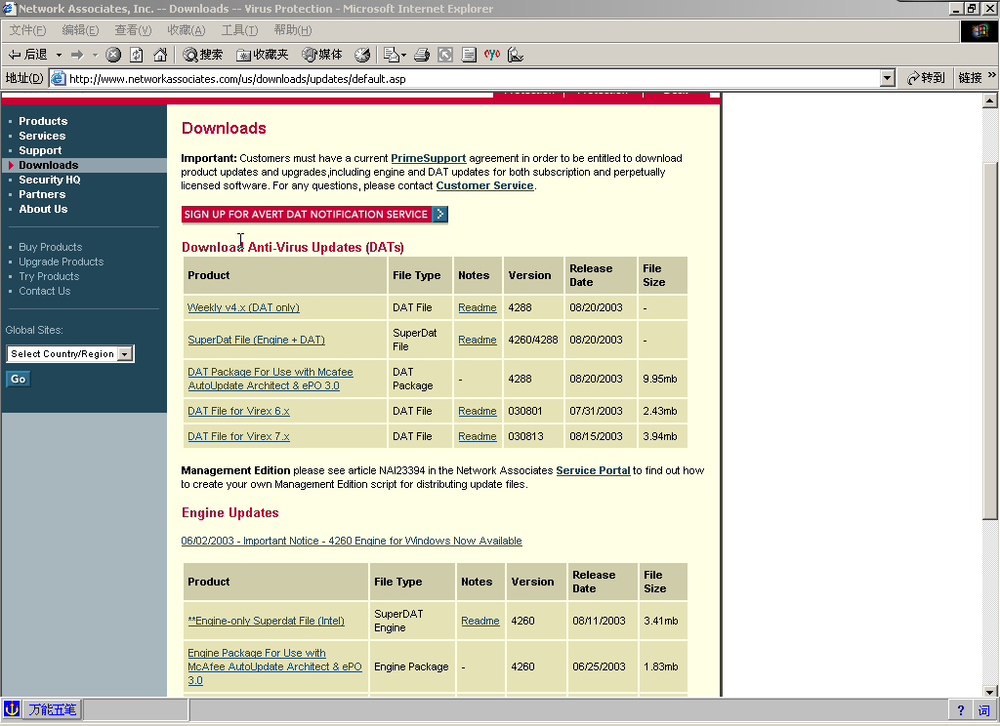 Network Associates, Inc. -- Downloads -- Virus Protection - Microsoft Internet Explorer
文件(F) 编辑(E) 查看(V) 收藏(A) 工具(T) 帮助(H)
后退 搜索 收藏夹 媒体
地址(D) http://www.networkassociates.com/us/downloads/updates/default.asp 转到 链接 »
Products
Services
Support
Downloads
Security HQ
Partners
About Us
Buy Products
Upgrade Products
Try Products
Contact Us
Global Sites:
Select Country/Region
Go
Downloads
Important: Customers must have a current PrimeSupport agreement in order to be entitled to download
product updates and upgrades,including engine and DAT updates for both subscription and perpetually
licensed software. For any questions, please contact Customer Service.
SIGN UP FOR AVERT DAT NOTIFICATION SERVICE
Download Anti-Virus Updates (DATs)
Product File Type Notes Version Release Date File Size
Weekly v4.x (DAT only) DAT File Readme 4288 08/20/2003 -
SuperDat File (Engine + DAT) SuperDat File Readme 4260/4288 08/20/2003 -
DAT Package For Use with Mcafee
AutoUpdate Architect & ePO 3.0 DAT Package - 4288 08/20/2003 9.95mb
DAT File for Virex 6.x DAT File Readme 030801 07/31/2003 2.43mb
DAT File for Virex 7.x DAT File Readme 030813 08/15/2003 3.94mb
Management Edition please see article NAI23394 in the Network Associates Service Portal to find out how
to create your own Management Edition script for distributing update files.
Engine Updates
06/02/2003 - Important Notice - 4260 Engine for Windows Now Available
Product File Type Notes Version Release Date File Size
**Engine-only Superdat File (Intel) SuperDAT Engine Readme 4260 08/11/2003 3.41mb
Engine Package For Use with
McAfee AutoUpdate Architect & ePO
3.0 Engine Package - 4260 06/25/2003 1.83mb
万能五笔 ? 词